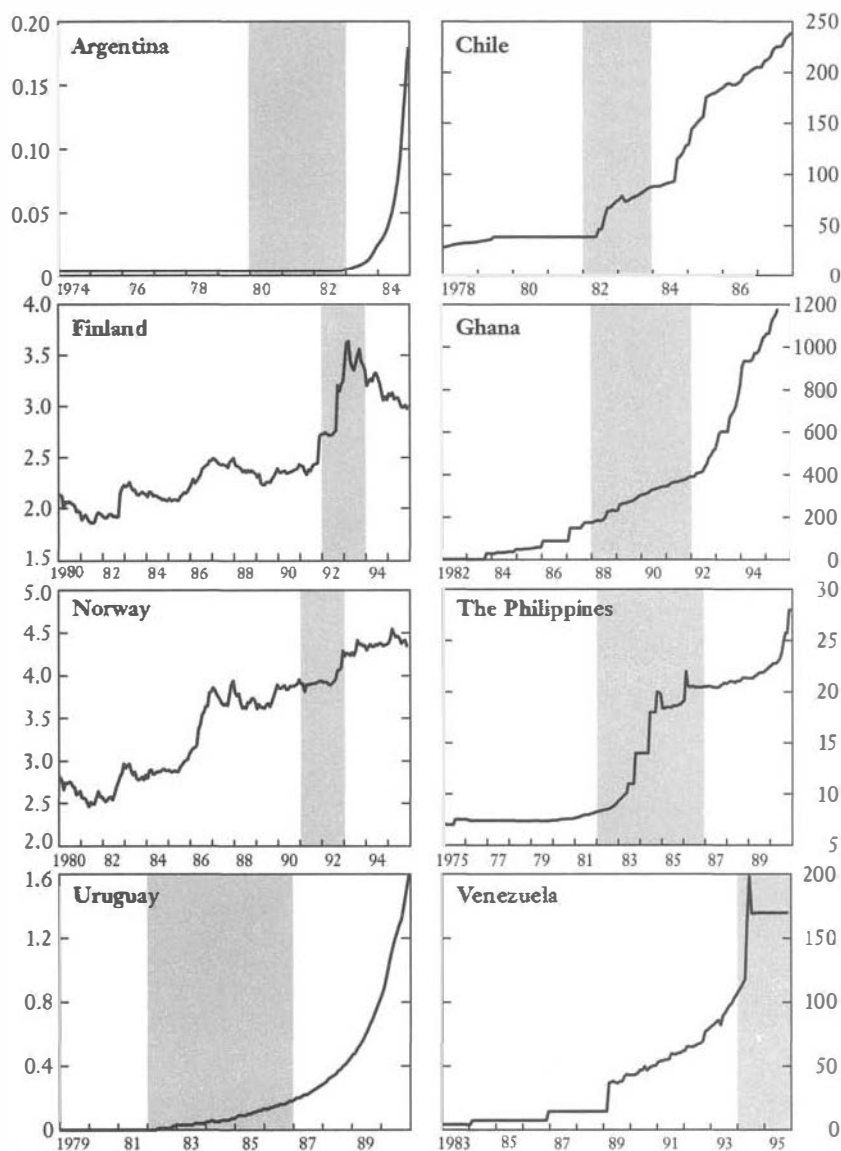 Argentina
0.20
0.15
0.10
0.05
0
1974 76 78 80 82 84
Chile
250
200
150
100
50
0
1978 80 82 84 86
Finland
4.0
3.5
3.0
2.5
2.0
1.5
1980 82 84 86 88 90 92 94
Ghana
1200
1000
800
600
400
200
0
1982 84 86 88 90 92 94
Norway
5.0
4.5
4.0
3.5
3.0
2.5
2.0
1980 82 84 86 88 90 92 94
The Philippines
30
25
20
15
10
5
1975 77 79 81 83 85 87 89
Uruguay
1.6
1.2
0.8
0.4
0
1979 81 83 85 87 89
Venezuela
200
150
100
50
0
1983 85 87 89 91 93 95